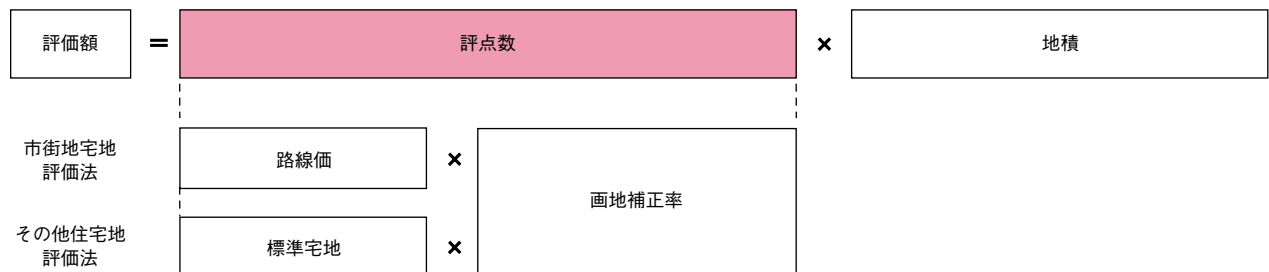 評価額 = 評点数 × 地積
市街地宅地
評価法
路線価 ×
画地補正率
その他住宅地
評価法
標準宅地 ×